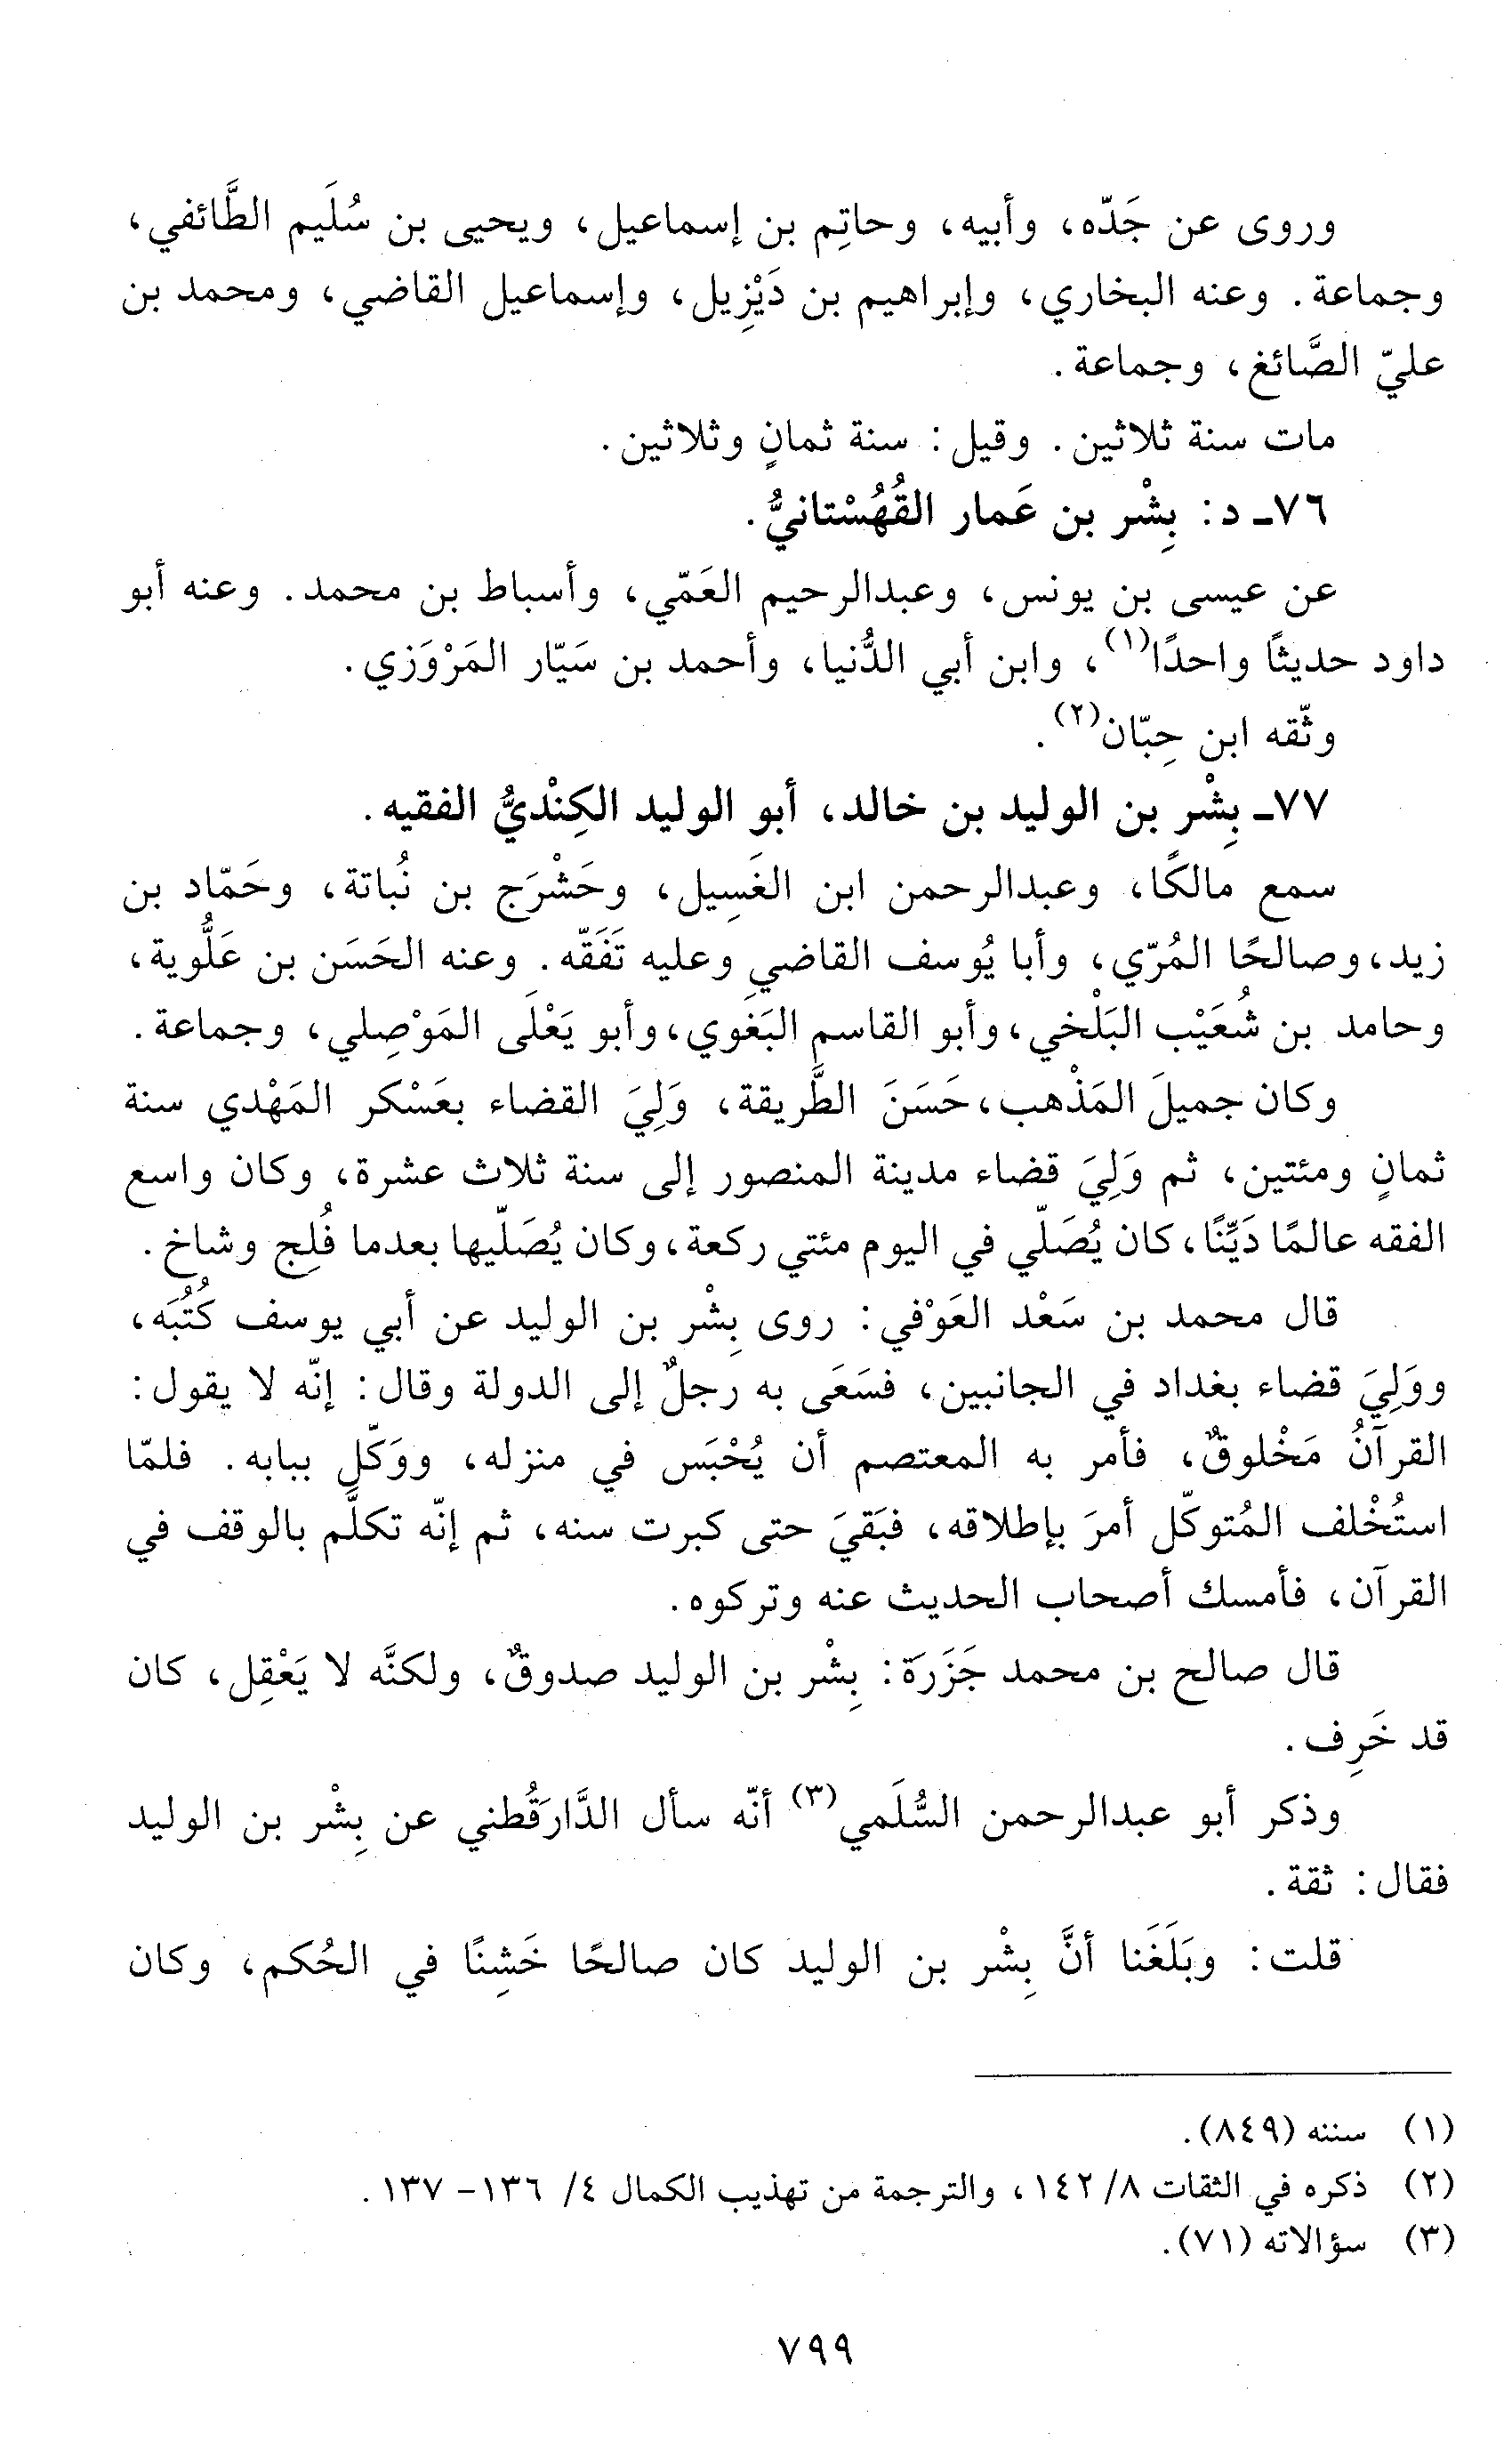 وروى عن جَدّه، وأبيه، وحاتِم بن إسماعيل، ويحيى بن سُلَيم الطَّائفي،
وجماعة. وعنه البخاري، وإبراهيم بن دَيْزِيل، وإسماعيل القاضي، ومحمد بن
عليّ الصَّائغ، وجماعة.
مات سنة ثلاثين. وقيل: سنة ثمانٍ وثلاثين.
٧٦ـ د: بِشْر بن عَمار القُهُسْتانيُّ.
عن عيسى بن يونس، وعبدالرحيم العَمّي، وأسباط بن محمد. وعنه أبو
داود حديثًا واحدًا(١)، وابن أبي الدُّنيا، وأحمد بن سَيّار المَرْوَزي.
وثّقه ابن حِبّان(٢).
٧٧ـ بِشْر بن الوليد بن خالد، أبو الوليد الكِنْديُّ الفقيه.
سمع مالكًا، وعبدالرحمن ابن الغَسِيل، وحَشْرَج بن نُباتة، وحَمّاد بن
زيد، وصالحًا المُرّي، وأبا يُوسف القاضي وعليه تَفَقّه. وعنه الحَسَن بن عَلُّوية،
وحامد بن شُعَيْب البَلْخي، وأبو القاسم البَغَوي، وأبو يَعْلَى المَوْصِلي، وجماعة.
وكان جميلَ المَذْهب، حَسَنَ الطَّريقة، وَلِيَ القضاء بعَسْكر المَهْدي سنة
ثمانٍ ومئتين، ثم وَلِيَ قضاء مدينة المنصور إلى سنة ثلاث عشرة، وكان واسع
الفقه عالمًا دَيِّنًا، كان يُصَلّي في اليوم مئتي ركعة، وكان يُصَلّيها بعدما فُلِج وشاخ.
قال محمد بن سَعْد العَوْفي: روى بِشْر بن الوليد عن أبي يوسف كُتُبَه،
ووَلِيَ قضاء بغداد في الجانبين، فسَعَى به رجلٌ إلى الدولة وقال: إنّه لا يقول:
القرآنُ مَخْلوقٌ، فأمر به المعتصم أن يُحْبَس في منزله، ووَكّل ببابه. فلمّا
استُخْلف المُتوكّل أمرَ بإطلاقه، فبَقيَ حتى كبرت سنه، ثم إنّه تكلَّم بالوقف في
القرآن، فأمسك أصحاب الحديث عنه وتركوه.
قال صالح بن محمد جَزَرَة: بِشْر بن الوليد صدوقٌ، ولكنَّه لا يَعْقِل، كان
قد خَرِف.
وذكر أبو عبدالرحمن السُّلَمي(٣) أنّه سأل الدَّارَقُطني عن بِشْر بن الوليد
فقال: ثقة.
قلت: وبَلَغَنا أنَّ بِشْر بن الوليد كان صالحًا خَشِنًا في الحُكم، وكان
(١) سننه (٨٤٩).
(٢) ذكره في الثقات ٨/ ١٤٢، والترجمة من تهذيب الكمال ٤/ ١٣٦- ١٣٧.
(٣) سؤالاته (٧١).
٧٩٩